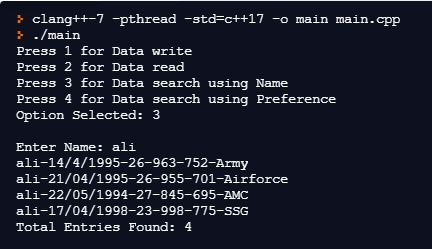 > clang++-7 -pthread -std=c++17 -o main main.cpp
> ./main
Press 1 for Data write
Press 2 for Data read
Press 3 for Data search using Name
Press 4 for Data search using Preference
Option Selected: 3

Enter Name: ali
ali-14/4/1995-26-963-752-Army
ali-21/04/1995-26-955-701-Airforce
ali-22/05/1994-27-845-695-AMC
ali-17/04/1998-23-998-775-SSG
Total Entries Found: 4